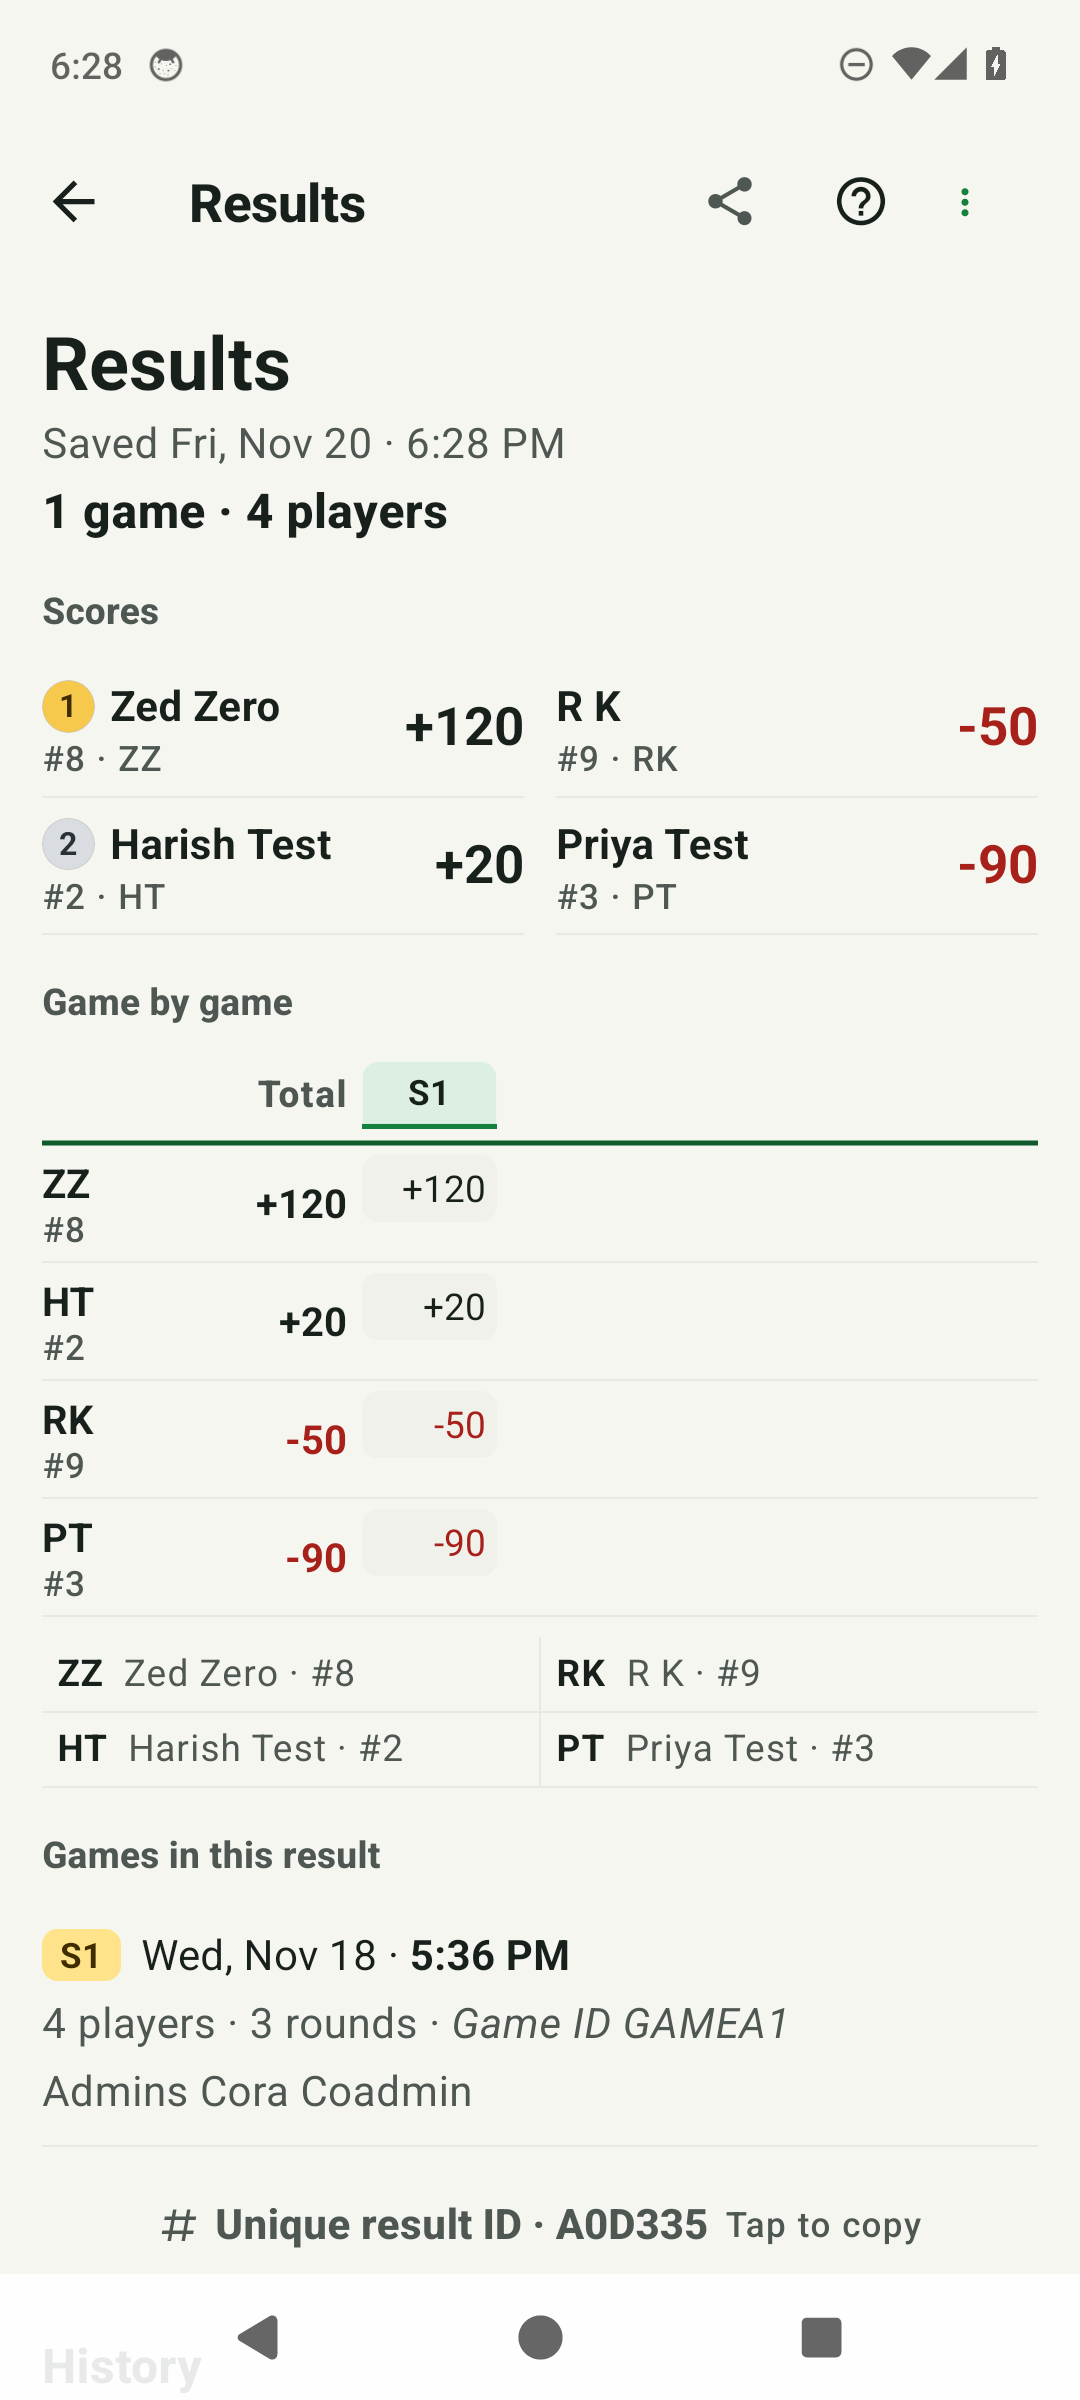 6:28
Results
Results
Saved Fri, Nov 20 · 6:28 PM
1 game · 4 players
Scores
1 Zed Zero +120
#8 · ZZ
R K -50
#9 · RK
2 Harish Test +20
#2 · HT
Priya Test -90
#3 · PT
Game by game
Total S1
ZZ +120 +120
#8
HT +20 +20
#2
RK -50 -50
#9
PT -90 -90
#3
ZZ Zed Zero · #8
RK R K · #9
HT Harish Test · #2
PT Priya Test · #3
Games in this result
S1 Wed, Nov 18 · 5:36 PM
4 players · 3 rounds · Game ID GAMEA1
Admins Cora Coadmin
# Unique result ID · A0D335 Tap to copy
History